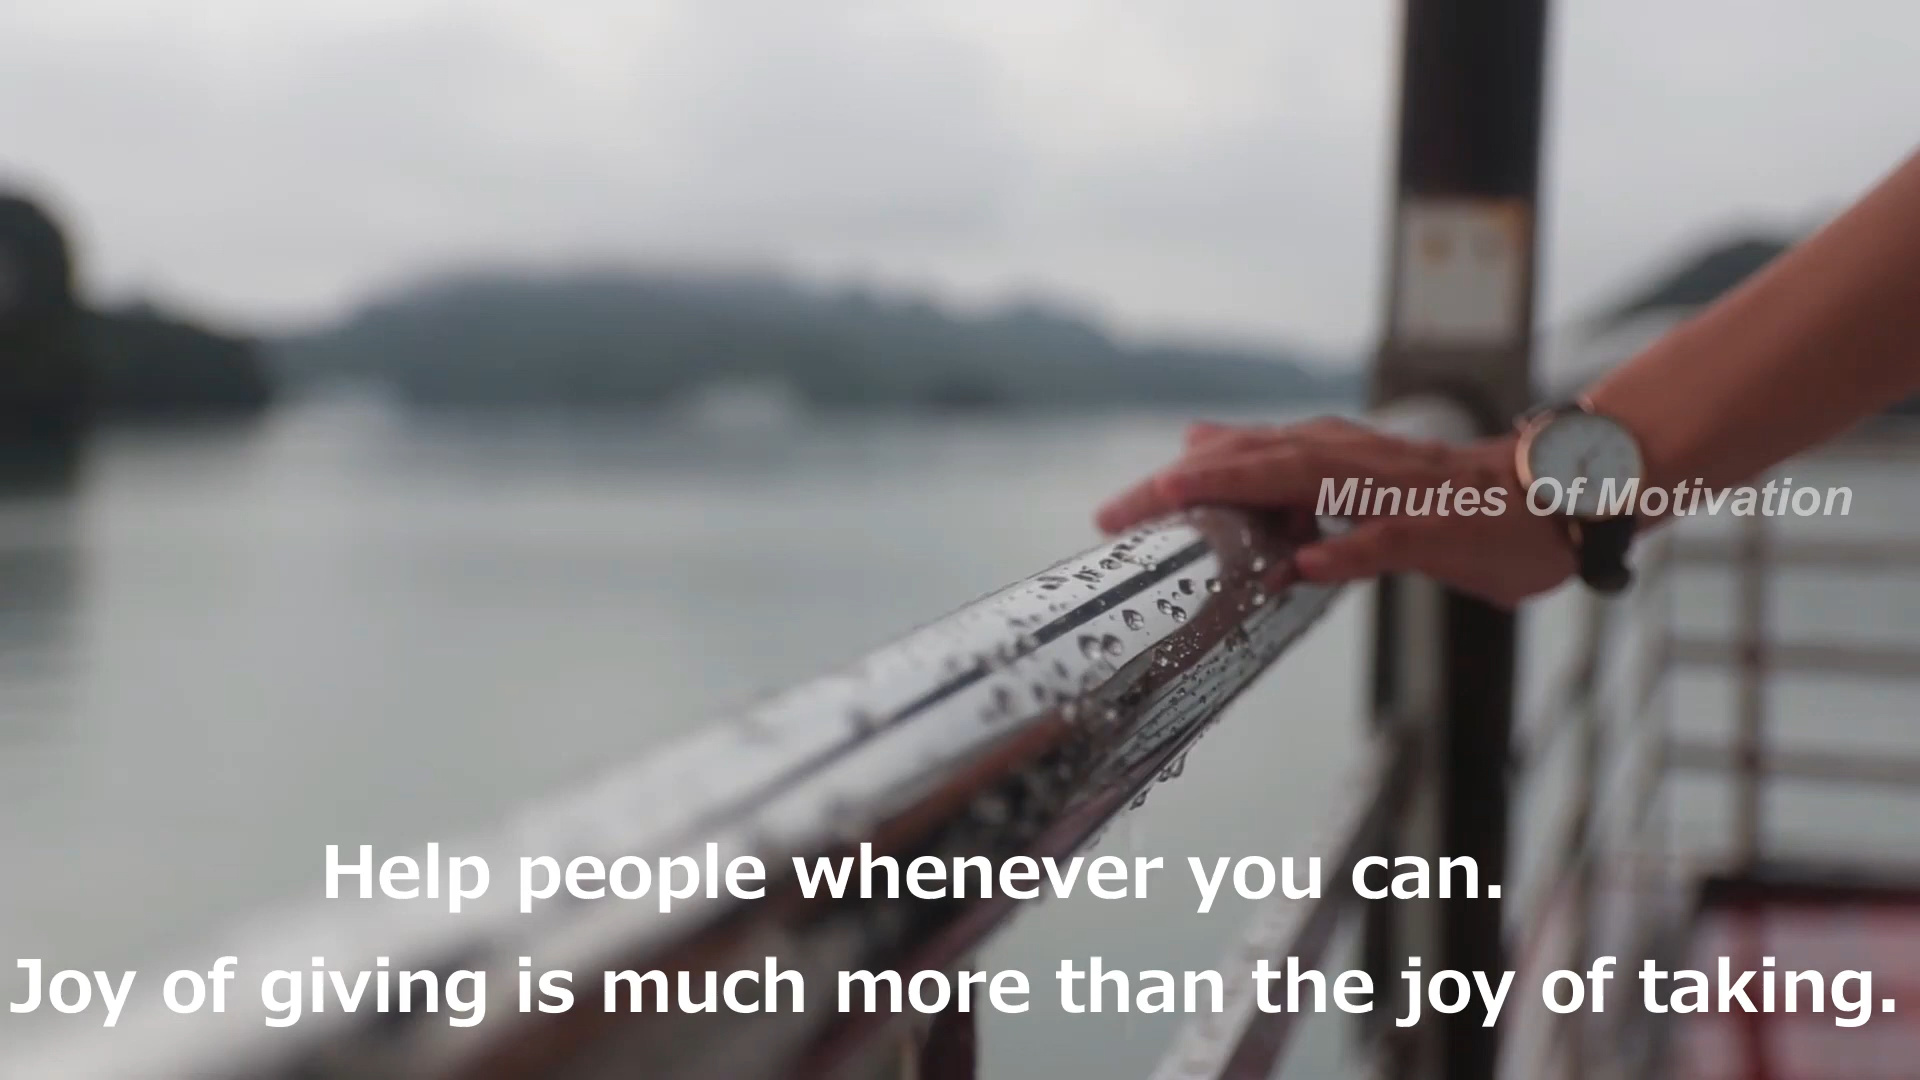 Minutes Of Motivation
Help people whenever you can.
Joy of giving is much more than the joy of taking.